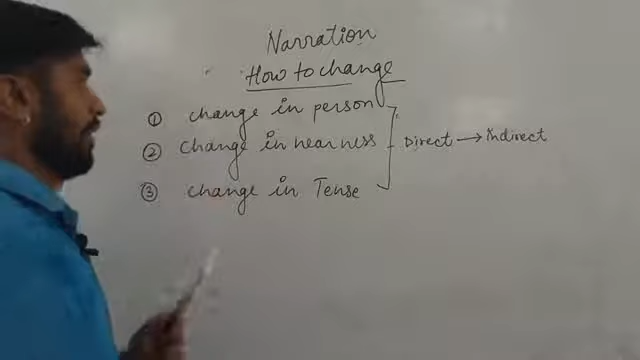 Narration
How to change
① change in person
② change in nearness
③ change in Tense
Direct → indirect